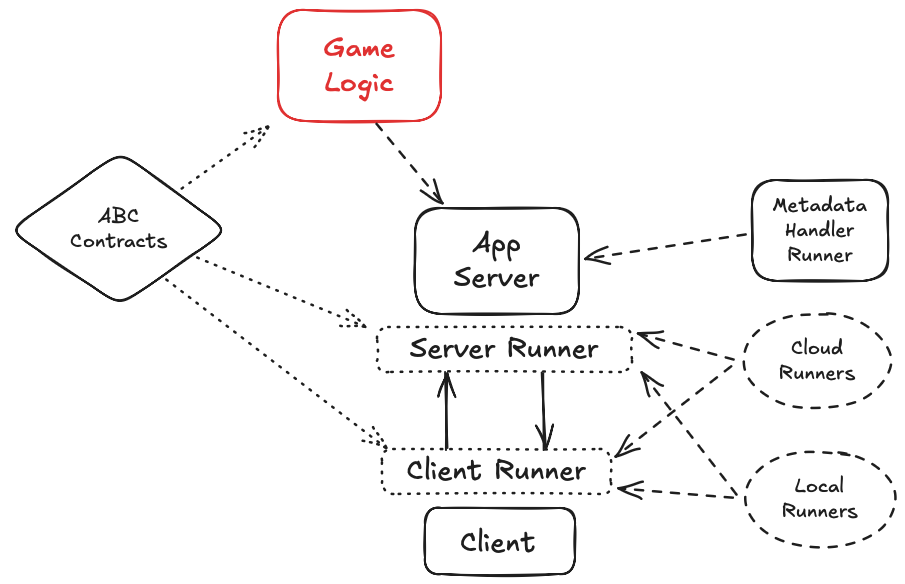 Game
Logic
ABC
Contracts
App
Server
Metadata
Handler
Runner
Server Runner
Cloud
Runners
Client Runner
Local
Runners
Client